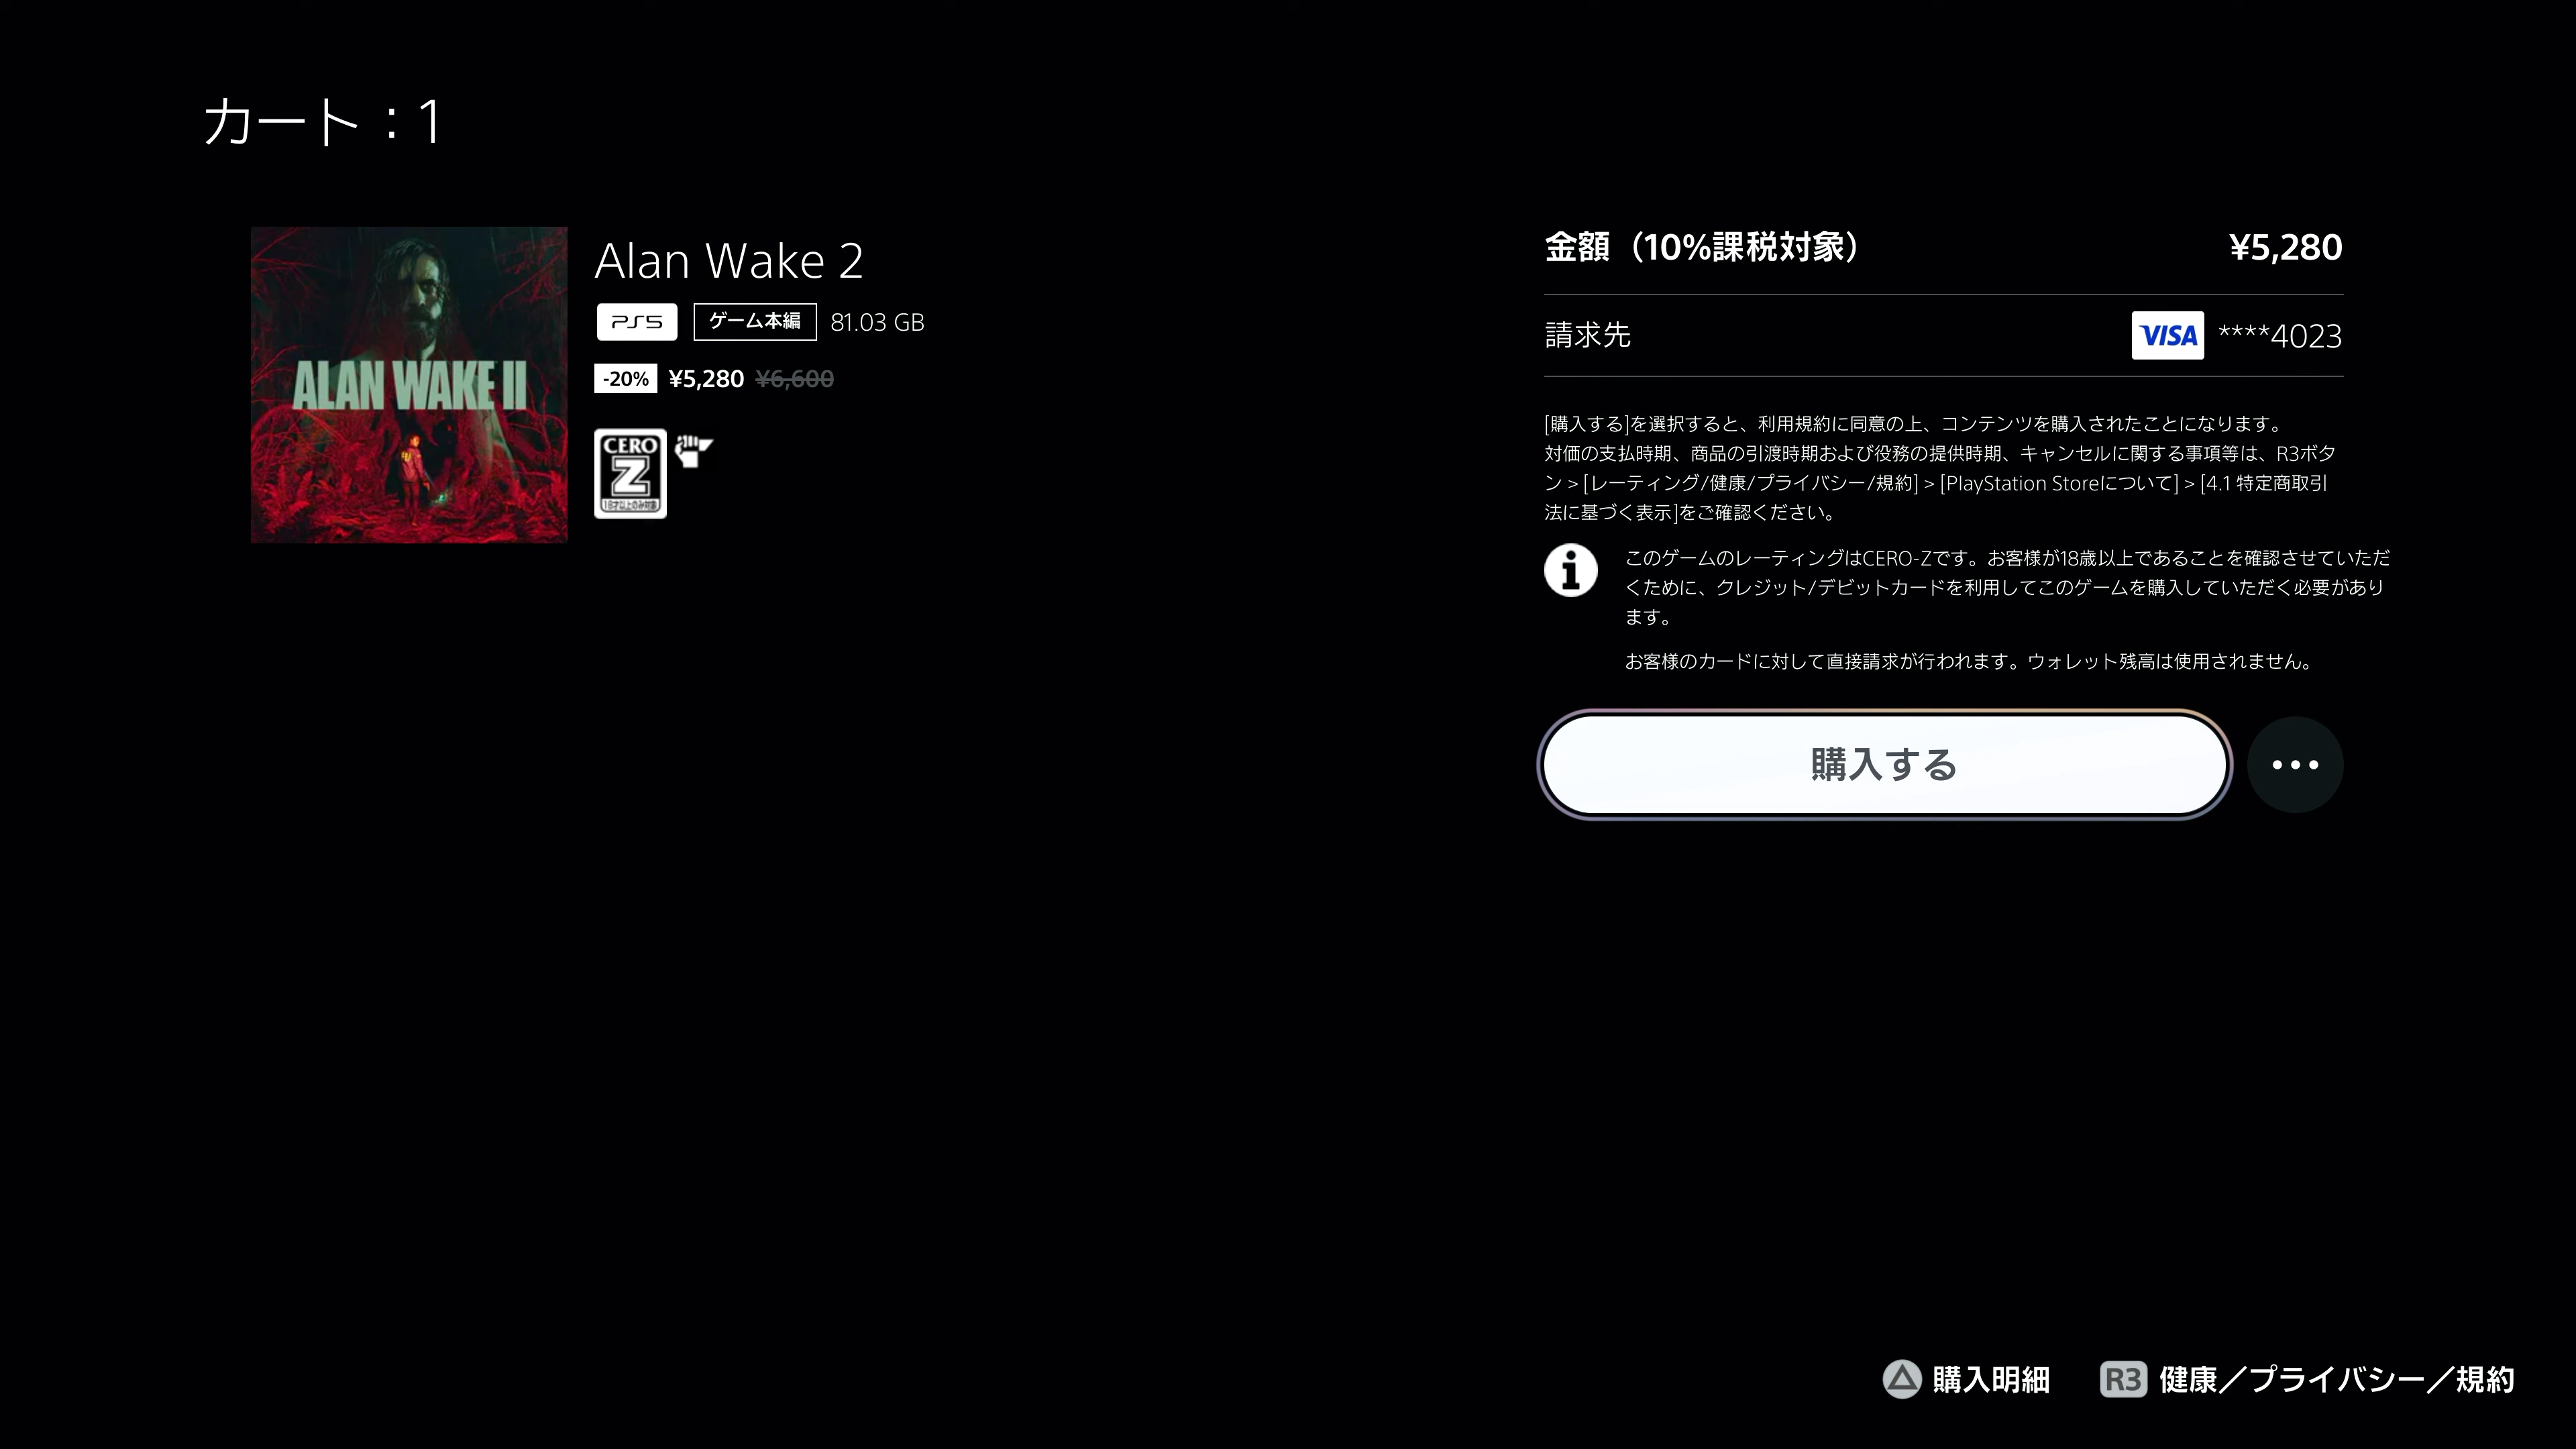 カート：1
ALAN WAKE II
Alan Wake 2
PS5 ゲーム本編 81.03 GB
-20% ¥5,280 ¥6,600
CERO
Z
18才以上のみ対象
金額（10%課税対象） ¥5,280
請求先 VISA ****4023
[購入する]を選択すると、利用規約に同意の上、コンテンツを購入されたことになります。
対価の支払時期、商品の引渡時期および役務の提供時期、キャンセルに関する事項等は、R3ボタ
ン > [レーティング/健康/プライバシー/規約] > [PlayStation Storeについて] > [4.1 特定商取引
法に基づく表示]をご確認ください。
このゲームのレーティングはCERO-Zです。お客様が18歳以上であることを確認させていただ
くために、クレジット/デビットカードを利用してこのゲームを購入していただく必要があり
ます。
お客様のカードに対して直接請求が行われます。ウォレット残高は使用されません。
購入する
購入明細 R3 健康／プライバシー／規約